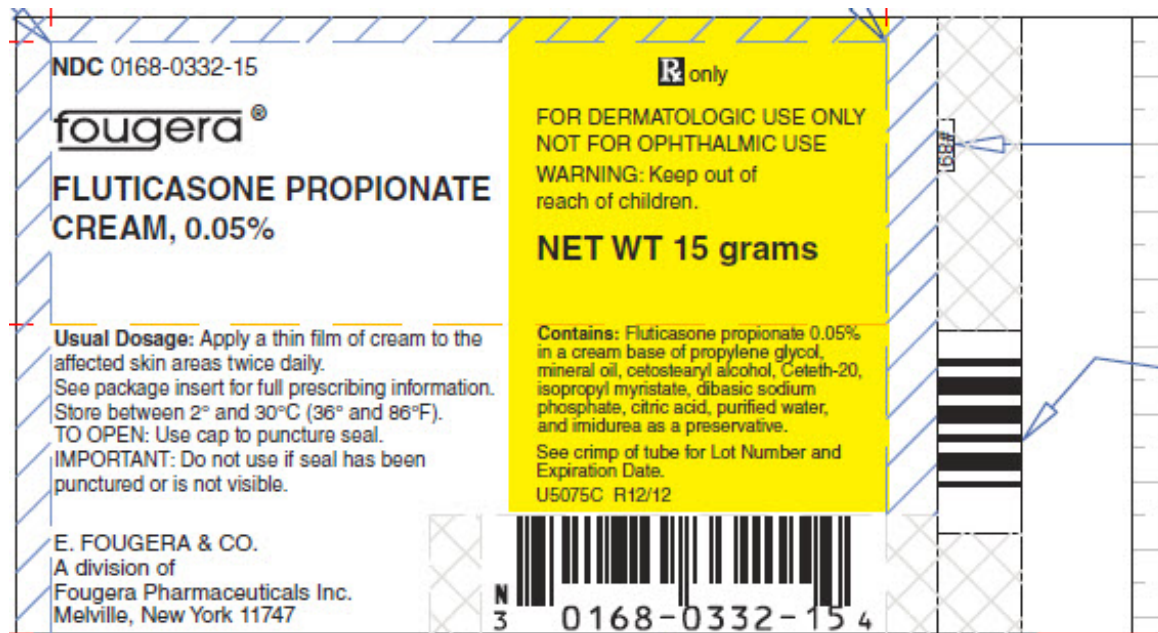 NDC 0168-0332-15
fougera®
FLUTICASONE PROPIONATE
CREAM, 0.05%
Usual Dosage: Apply a thin film of cream to the
affected skin areas twice daily.
See package insert for full prescribing information.
Store between 2° and 30°C (36° and 86°F).
TO OPEN: Use cap to puncture seal.
IMPORTANT: Do not use if seal has been
punctured or is not visible.
E. FOUGERA & CO.
A division of
Fougera Pharmaceuticals Inc.
Melville, New York 11747
Rx only
FOR DERMATOLOGIC USE ONLY
NOT FOR OPHTHALMIC USE
WARNING: Keep out of
reach of children.
NET WT 15 grams
Contains: Fluticasone propionate 0.05%
in a cream base of propylene glycol,
mineral oil, cetostearyl alcohol, Ceteth-20,
isopropyl myristate, dibasic sodium
phosphate, citric acid, purified water,
and imidurea as a preservative.
See crimp of tube for Lot Number and
Expiration Date.
U5075C R12/12
N
3 0168-0332-15 4
#89